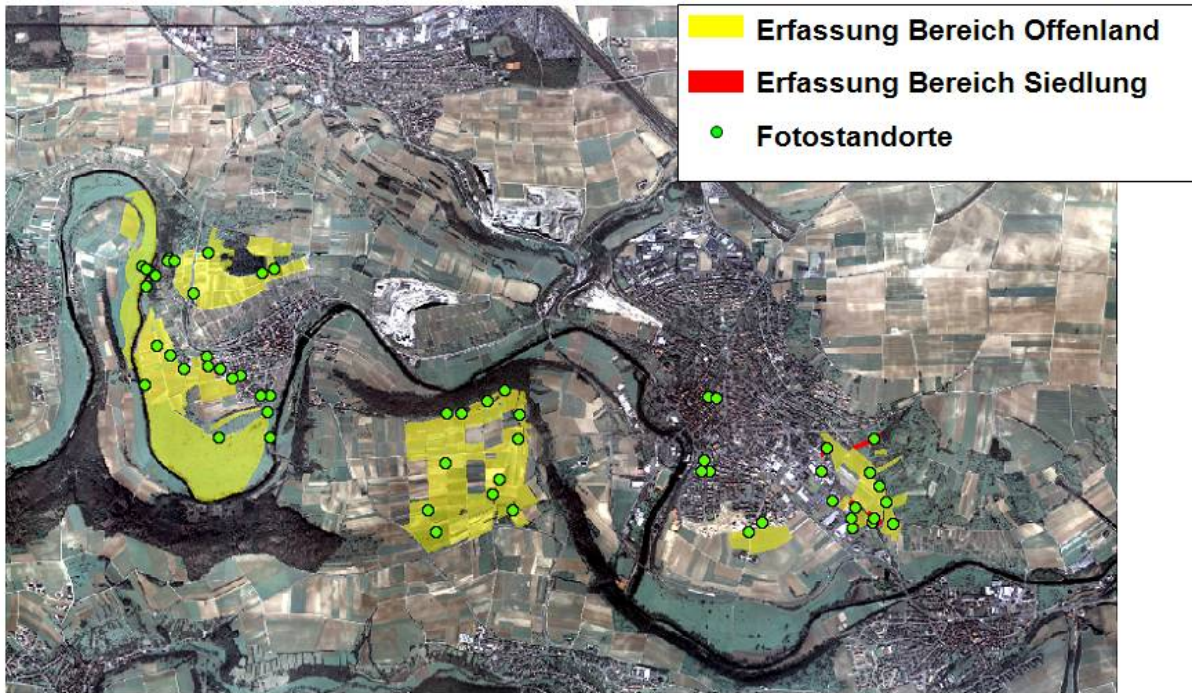 Erfassung Bereich Offenland
Erfassung Bereich Siedlung
Fotostandorte